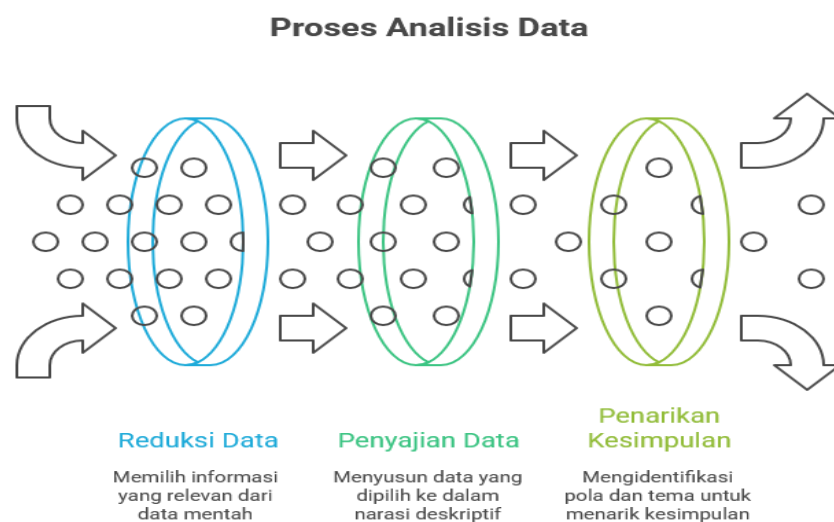 Proses Analisis Data
Reduksi Data
Memilih informasi
yang relevan dari
data mentah
Penyajian Data
Menyusun data yang
dipilih ke dalam
narasi deskriptif
Penarikan
Kesimpulan
Mengidentifikasi
pola dan tema untuk
menarik kesimpulan